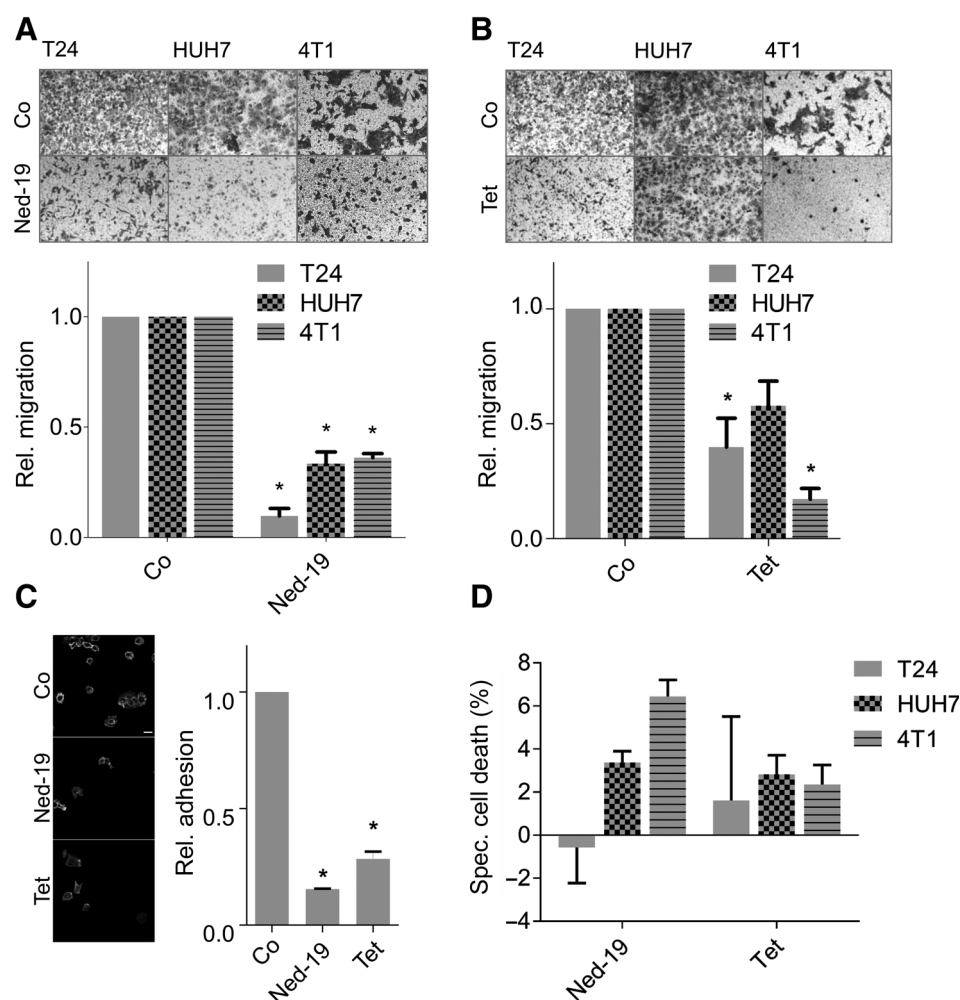 A
T24 HUH7 4T1
Co
Ned-19
T24
HUH7
4T1
1.0
0.5
0.0
Rel. migration
* * *
Co Ned-19
B
T24 HUH7 4T1
Co
Tet
T24
HUH7
4T1
1.0
0.5
0.0
Rel. migration
* *
Co Tet
C
Co
Ned-19
Tet
1.0
0.5
0.0
Rel. adhesion
* *
Co Ned-19 Tet
D
8
6
4
2
0
–2
–4
Spec. cell death (%)
T24
HUH7
4T1
Ned-19 Tet